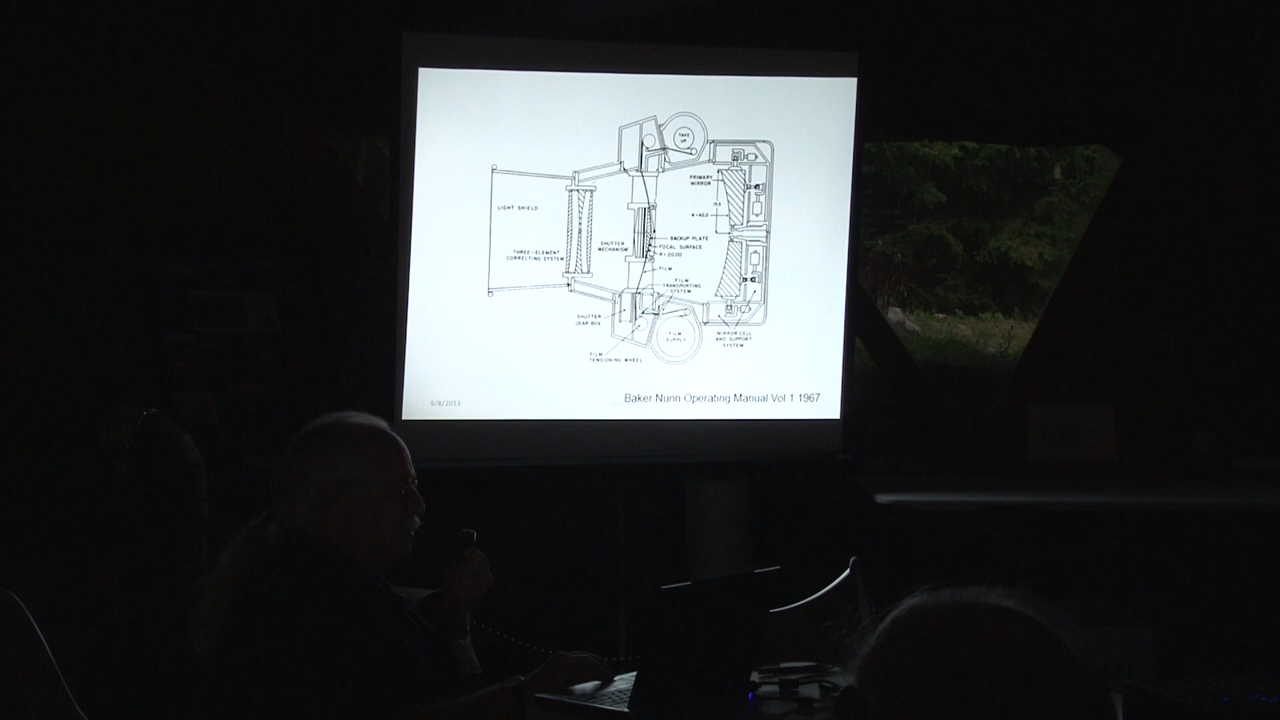 TAKE
UP
PRIMARY
MIRROR
LIGHT SHIELD
SHUTTER
MECHANISM
BACKUP PLATE
FOCAL SURFACE
THREE-ELEMENT
CORRECTING SYSTEM
FILM
FILM
TRANSPORTING
SYSTEM
SHUTTER
GEAR BOX
FILM
SUPPLY
MIRROR CELL
AND SUPPORT
SYSTEM
FILM
TENSIONING WHEEL
9/8/2013
Baker Nunn Operating Manual Vol 1 1967